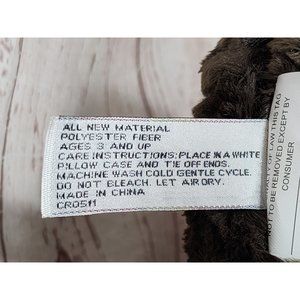 ALL NEW MATERIAL
POLYESTER FIBER
AGES 3 AND UP
CARE INSTRUCTIONS: PLACE IN A WHITE
PILLOW CASE AND TIE OFF ENDS.
MACHINE WASH COLD GENTLE CYCLE.
DO NOT BLEACH. LET AIR DRY.
MADE IN CHINA
CR0511
OF LAW THIS TAG
NOT TO BE REMOVED EXCEPT BY
CONSUMER